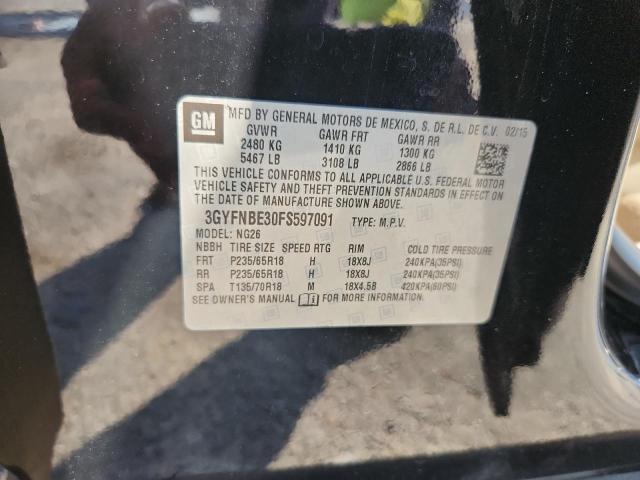 GM
MFD BY GENERAL MOTORS DE MEXICO, S. DE R.L. DE C.V. 02/15
GVWR GAWR FRT GAWR RR
2480 KG 1410 KG 1300 KG
5467 LB 3108 LB 2866 LB
THIS VEHICLE CONFORMS TO ALL APPLICABLE U.S. FEDERAL MOTOR
VEHICLE SAFETY AND THEFT PREVENTION STANDARDS IN EFFECT ON
THE DATE OF MANUFACTURE SHOWN ABOVE.
3GYFNBE30FS597091 TYPE: M.P.V.
MODEL: NG26
NBBH TIRE SIZE SPEED RTG RIM COLD TIRE PRESSURE
FRT P235/65R18 H 18X8J 240KPA(35PSI)
RR P235/65R18 H 18X8J 240KPA(35PSI)
SPA T135/70R18 M 18X4.5B 420KPA(60PSI)
SEE OWNER'S MANUAL FOR MORE INFORMATION.